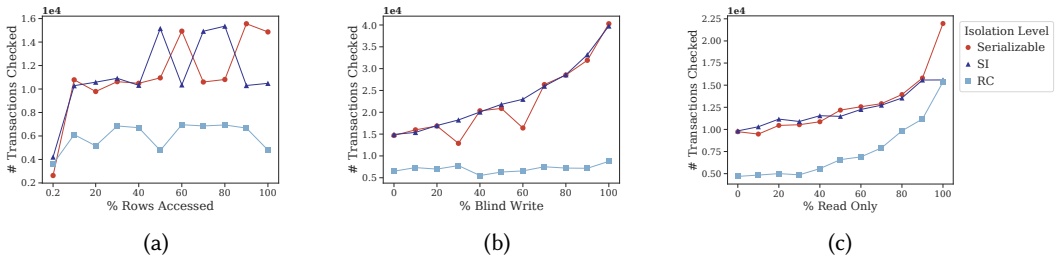 1e4
# Transactions Checked
1.6
1.4
1.2
1.0
0.8
0.6
0.4
0.2
0.2 20 40 60 80 100
% Rows Accessed
(a)
1e4
# Transactions Checked
4.0
3.5
3.0
2.5
2.0
1.5
1.0
0.5
0 20 40 60 80 100
% Blind Write
(b)
1e4
# Transactions Checked
2.25
2.00
1.75
1.50
1.25
1.00
0.75
0.50
0 20 40 60 80 100
% Read Only
(c)
Isolation Level
Serializable
SI
RC